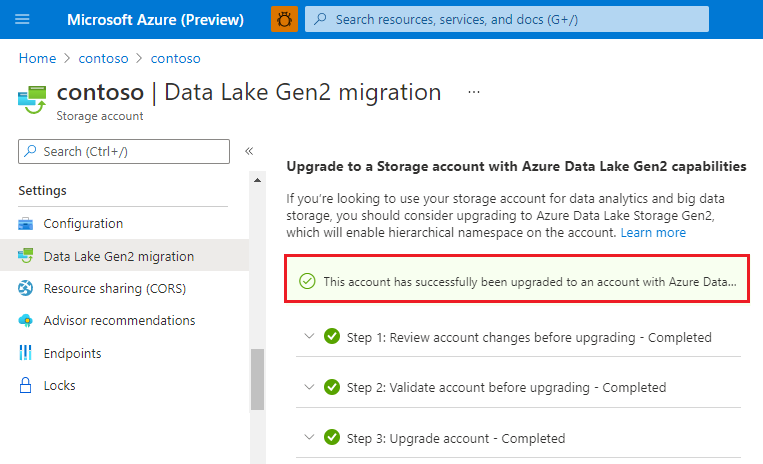 Microsoft Azure (Preview)
Search resources, services, and docs (G+/)
Home > contoso > contoso
contoso | Data Lake Gen2 migration ...
Storage account
Search (Ctrl+/)
«
Settings
Configuration
Data Lake Gen2 migration
Resource sharing (CORS)
Advisor recommendations
Endpoints
Locks
Upgrade to a Storage account with Azure Data Lake Gen2 capabilities
If you're looking to use your storage account for data analytics and big data
storage, you should consider upgrading to Azure Data Lake Storage Gen2,
which will enable hierarchical namespace on the account. Learn more
This account has successfully been upgraded to an account with Azure Data...
Step 1: Review account changes before upgrading - Completed
Step 2: Validate account before upgrading - Completed
Step 3: Upgrade account - Completed